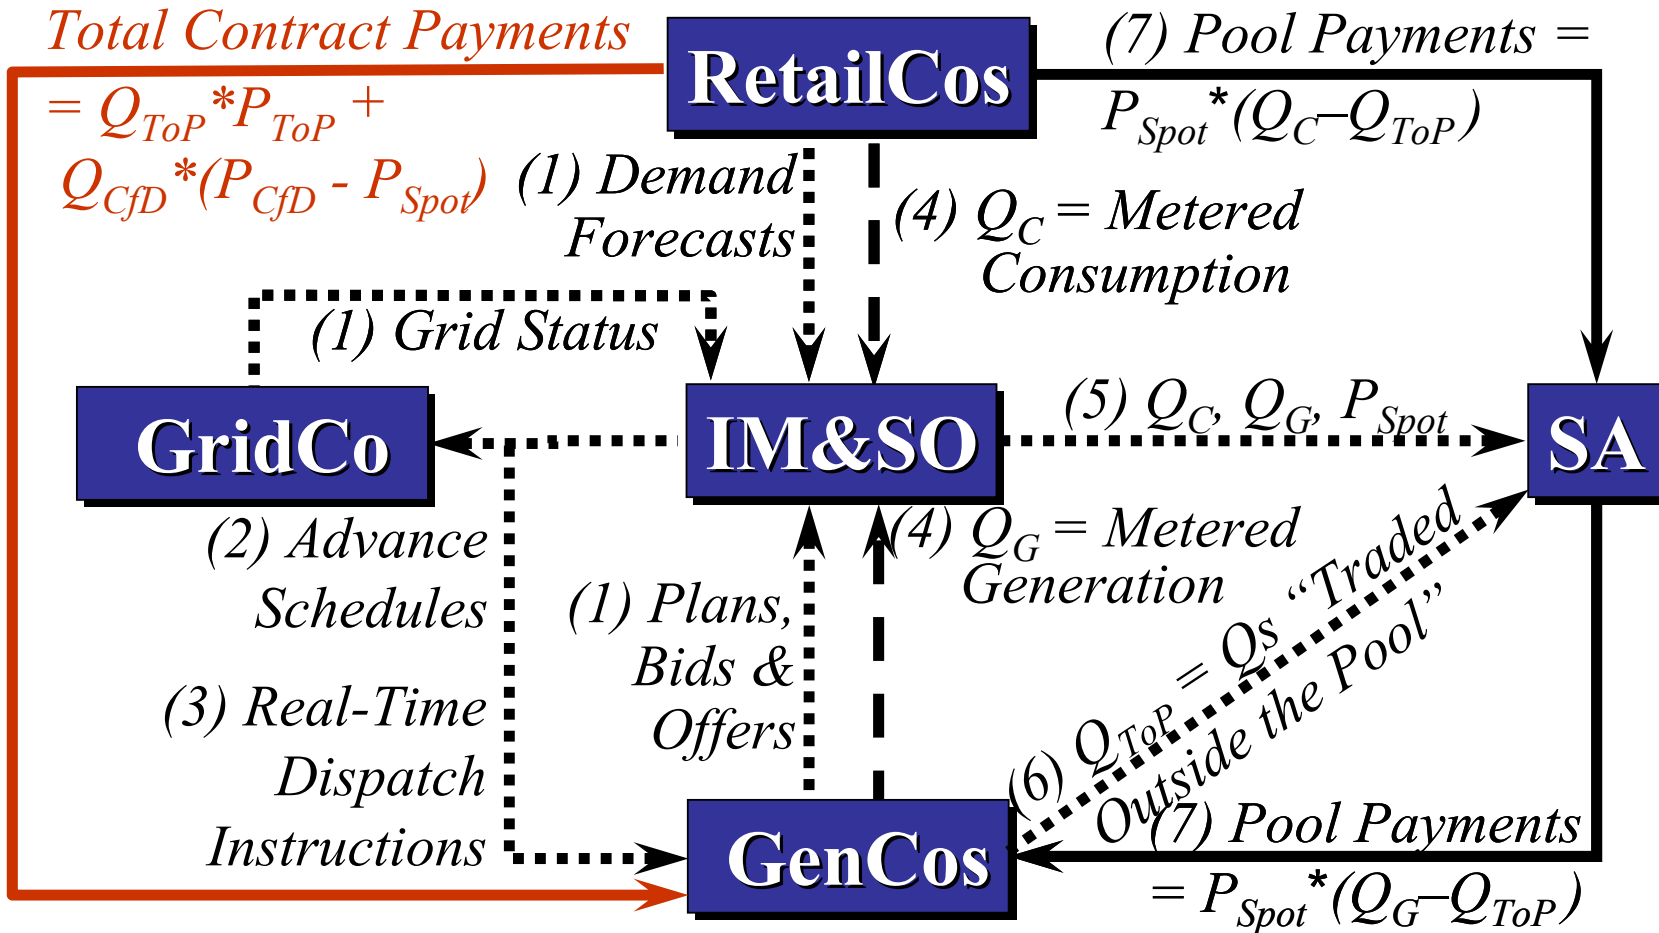 Total Contract Payments
= Q_ToP*P_ToP +
Q_CfD*(P_CfD - P_Spot)
RetailCos
(7) Pool Payments =
P_Spot*(Q_C–Q_ToP)
(1) Demand
Forecasts
(4) Q_C = Metered
Consumption
(1) Grid Status
GridCo
IM&SO
(5) Q_C, Q_G, P_Spot
SA
(2) Advance
Schedules
(3) Real-Time
Dispatch
Instructions
(1) Plans,
Bids &
Offers
(4) Q_G = Metered
Generation
(6) Q_ToP = Qs “Traded
Outside the Pool”
GenCos
(7) Pool Payments
= P_Spot*(Q_G–Q_ToP)